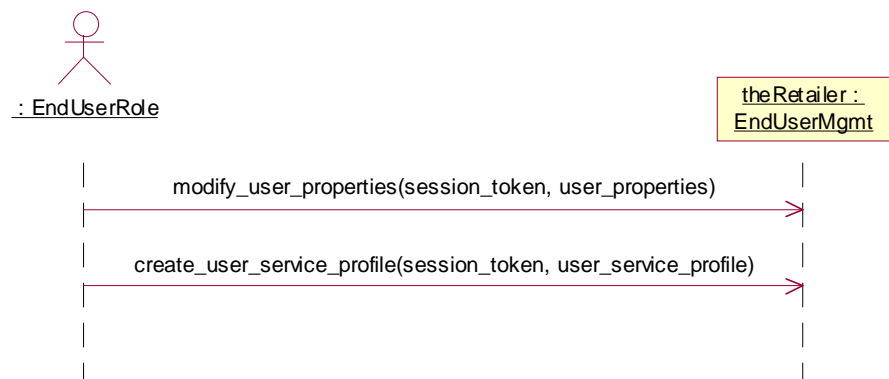 : EndUserRole
theRetailer :
EndUserMgmt
modify_user_properties(session_token, user_properties)
create_user_service_profile(session_token, user_service_profile)